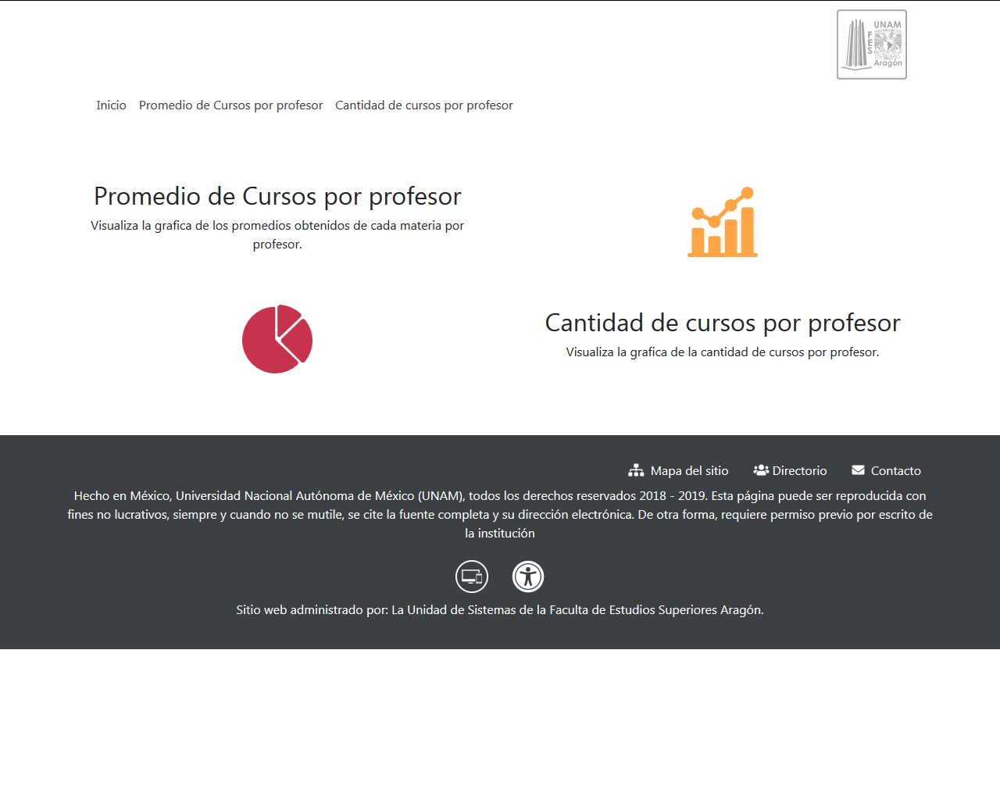 UNAM
FES
Aragón
Inicio Promedio de Cursos por profesor Cantidad de cursos por profesor
Promedio de Cursos por profesor
Visualiza la grafica de los promedios obtenidos de cada materia por
profesor.
Cantidad de cursos por profesor
Visualiza la grafica de la cantidad de cursos por profesor.
Mapa del sitio Directorio Contacto
Hecho en México, Universidad Nacional Autónoma de México (UNAM), todos los derechos reservados 2018 - 2019. Esta página puede ser reproducida con
fines no lucrativos, siempre y cuando no se mutile, se cite la fuente completa y su dirección electrónica. De otra forma, requiere permiso previo por escrito de
la institución
Sitio web administrado por: La Unidad de Sistemas de la Faculta de Estudios Superiores Aragón.